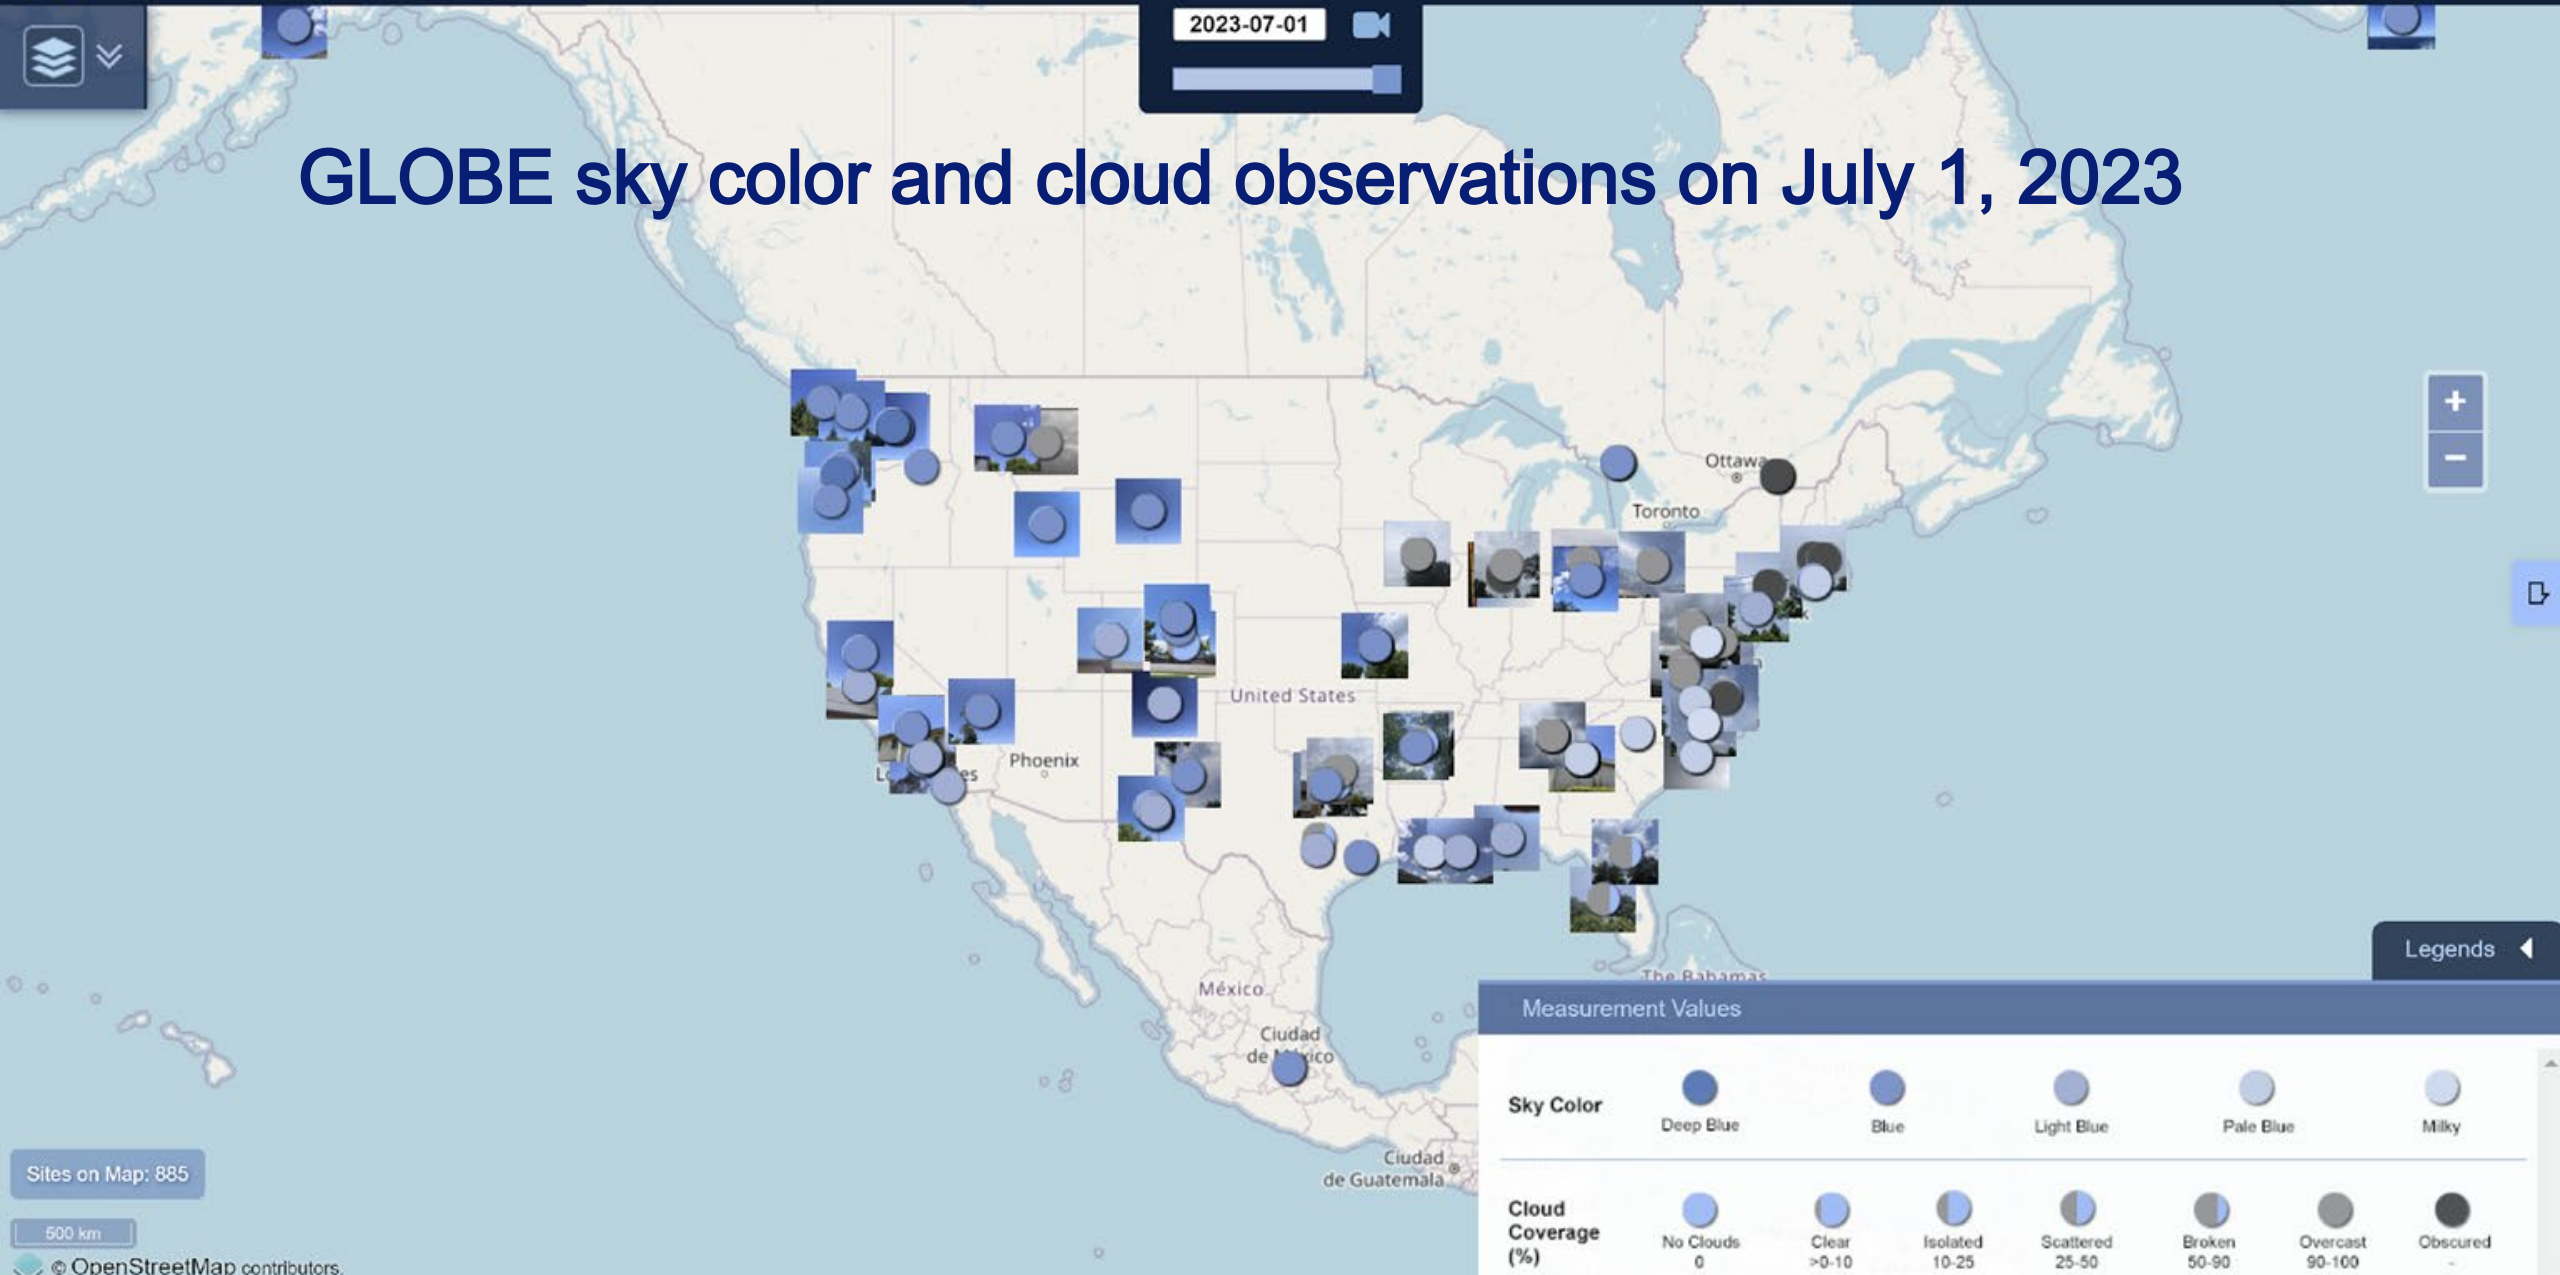 2023-07-01
GLOBE sky color and cloud observations on July 1, 2023
Ottawa
Toronto
United States
Phoenix
The Bahamas
México
Ciudad
de México
Ciudad
de Guatemala
+
−
Legends
Measurement Values
Sky Color
Deep Blue
Blue
Light Blue
Pale Blue
Milky
Cloud
Coverage
(%)
No Clouds
0
Clear
>0-10
Isolated
10-25
Scattered
25-50
Broken
50-90
Overcast
90-100
Obscured
-
Sites on Map: 885
500 km
© OpenStreetMap contributors.